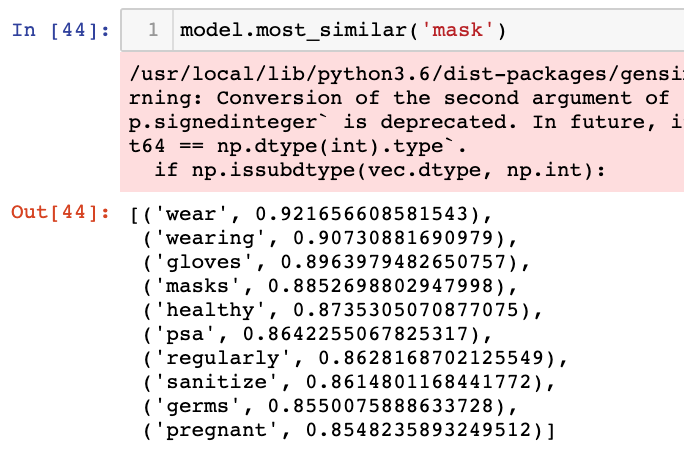 In [44]: 1 model.most_similar('mask')
/usr/local/lib/python3.6/dist-packages/gensi
rning: Conversion of the second argument of
p.signedinteger` is deprecated. In future, i
t64 == np.dtype(int).type`.
if np.issubdtype(vec.dtype, np.int):
Out[44]: [('wear', 0.921656608581543),
('wearing', 0.90730881690979),
('gloves', 0.8963979482650757),
('masks', 0.8852698802947998),
('healthy', 0.8735305070877075),
('psa', 0.8642255067825317),
('regularly', 0.8628168702125549),
('sanitize', 0.8614801168441772),
('germs', 0.8550075888633728),
('pregnant', 0.8548235893249512)]